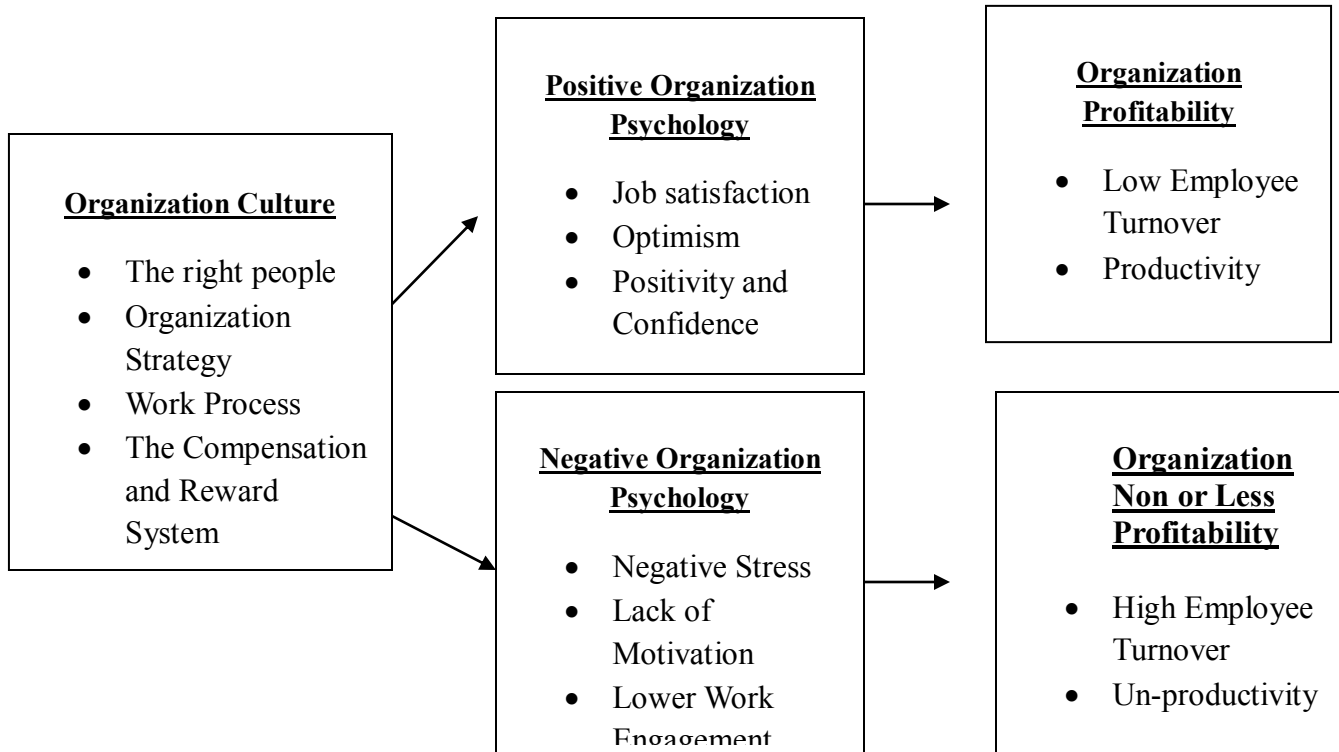 Organization Culture
• The right people
• Organization
Strategy
• Work Process
• The Compensation
and Reward
System
Positive Organization
Psychology
• Job satisfaction
• Optimism
• Positivity and
Confidence
Organization
Profitability
• Low Employee
Turnover
• Productivity
Negative Organization
Psychology
• Negative Stress
• Lack of
Motivation
• Lower Work
Engagement
Organization
Non or Less
Profitability
• High Employee
Turnover
• Un-productivity